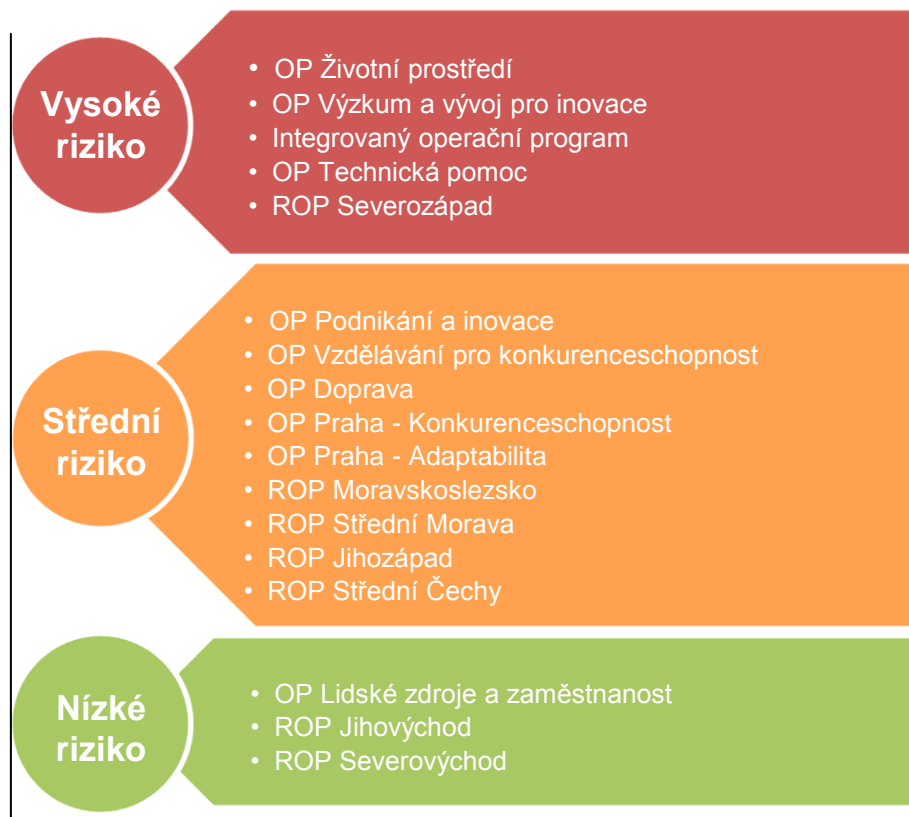 Vysoké
riziko
• OP Životní prostředí
• OP Výzkum a vývoj pro inovace
• Integrovaný operační program
• OP Technická pomoc
• ROP Severozápad
Střední
riziko
• OP Podnikání a inovace
• OP Vzdělávání pro konkurenceschopnost
• OP Doprava
• OP Praha - Konkurenceschopnost
• OP Praha - Adaptabilita
• ROP Moravskoslezsko
• ROP Střední Morava
• ROP Jihozápad
• ROP Střední Čechy
Nízké
riziko
• OP Lidské zdroje a zaměstnanost
• ROP Jihovýchod
• ROP Severovýchod